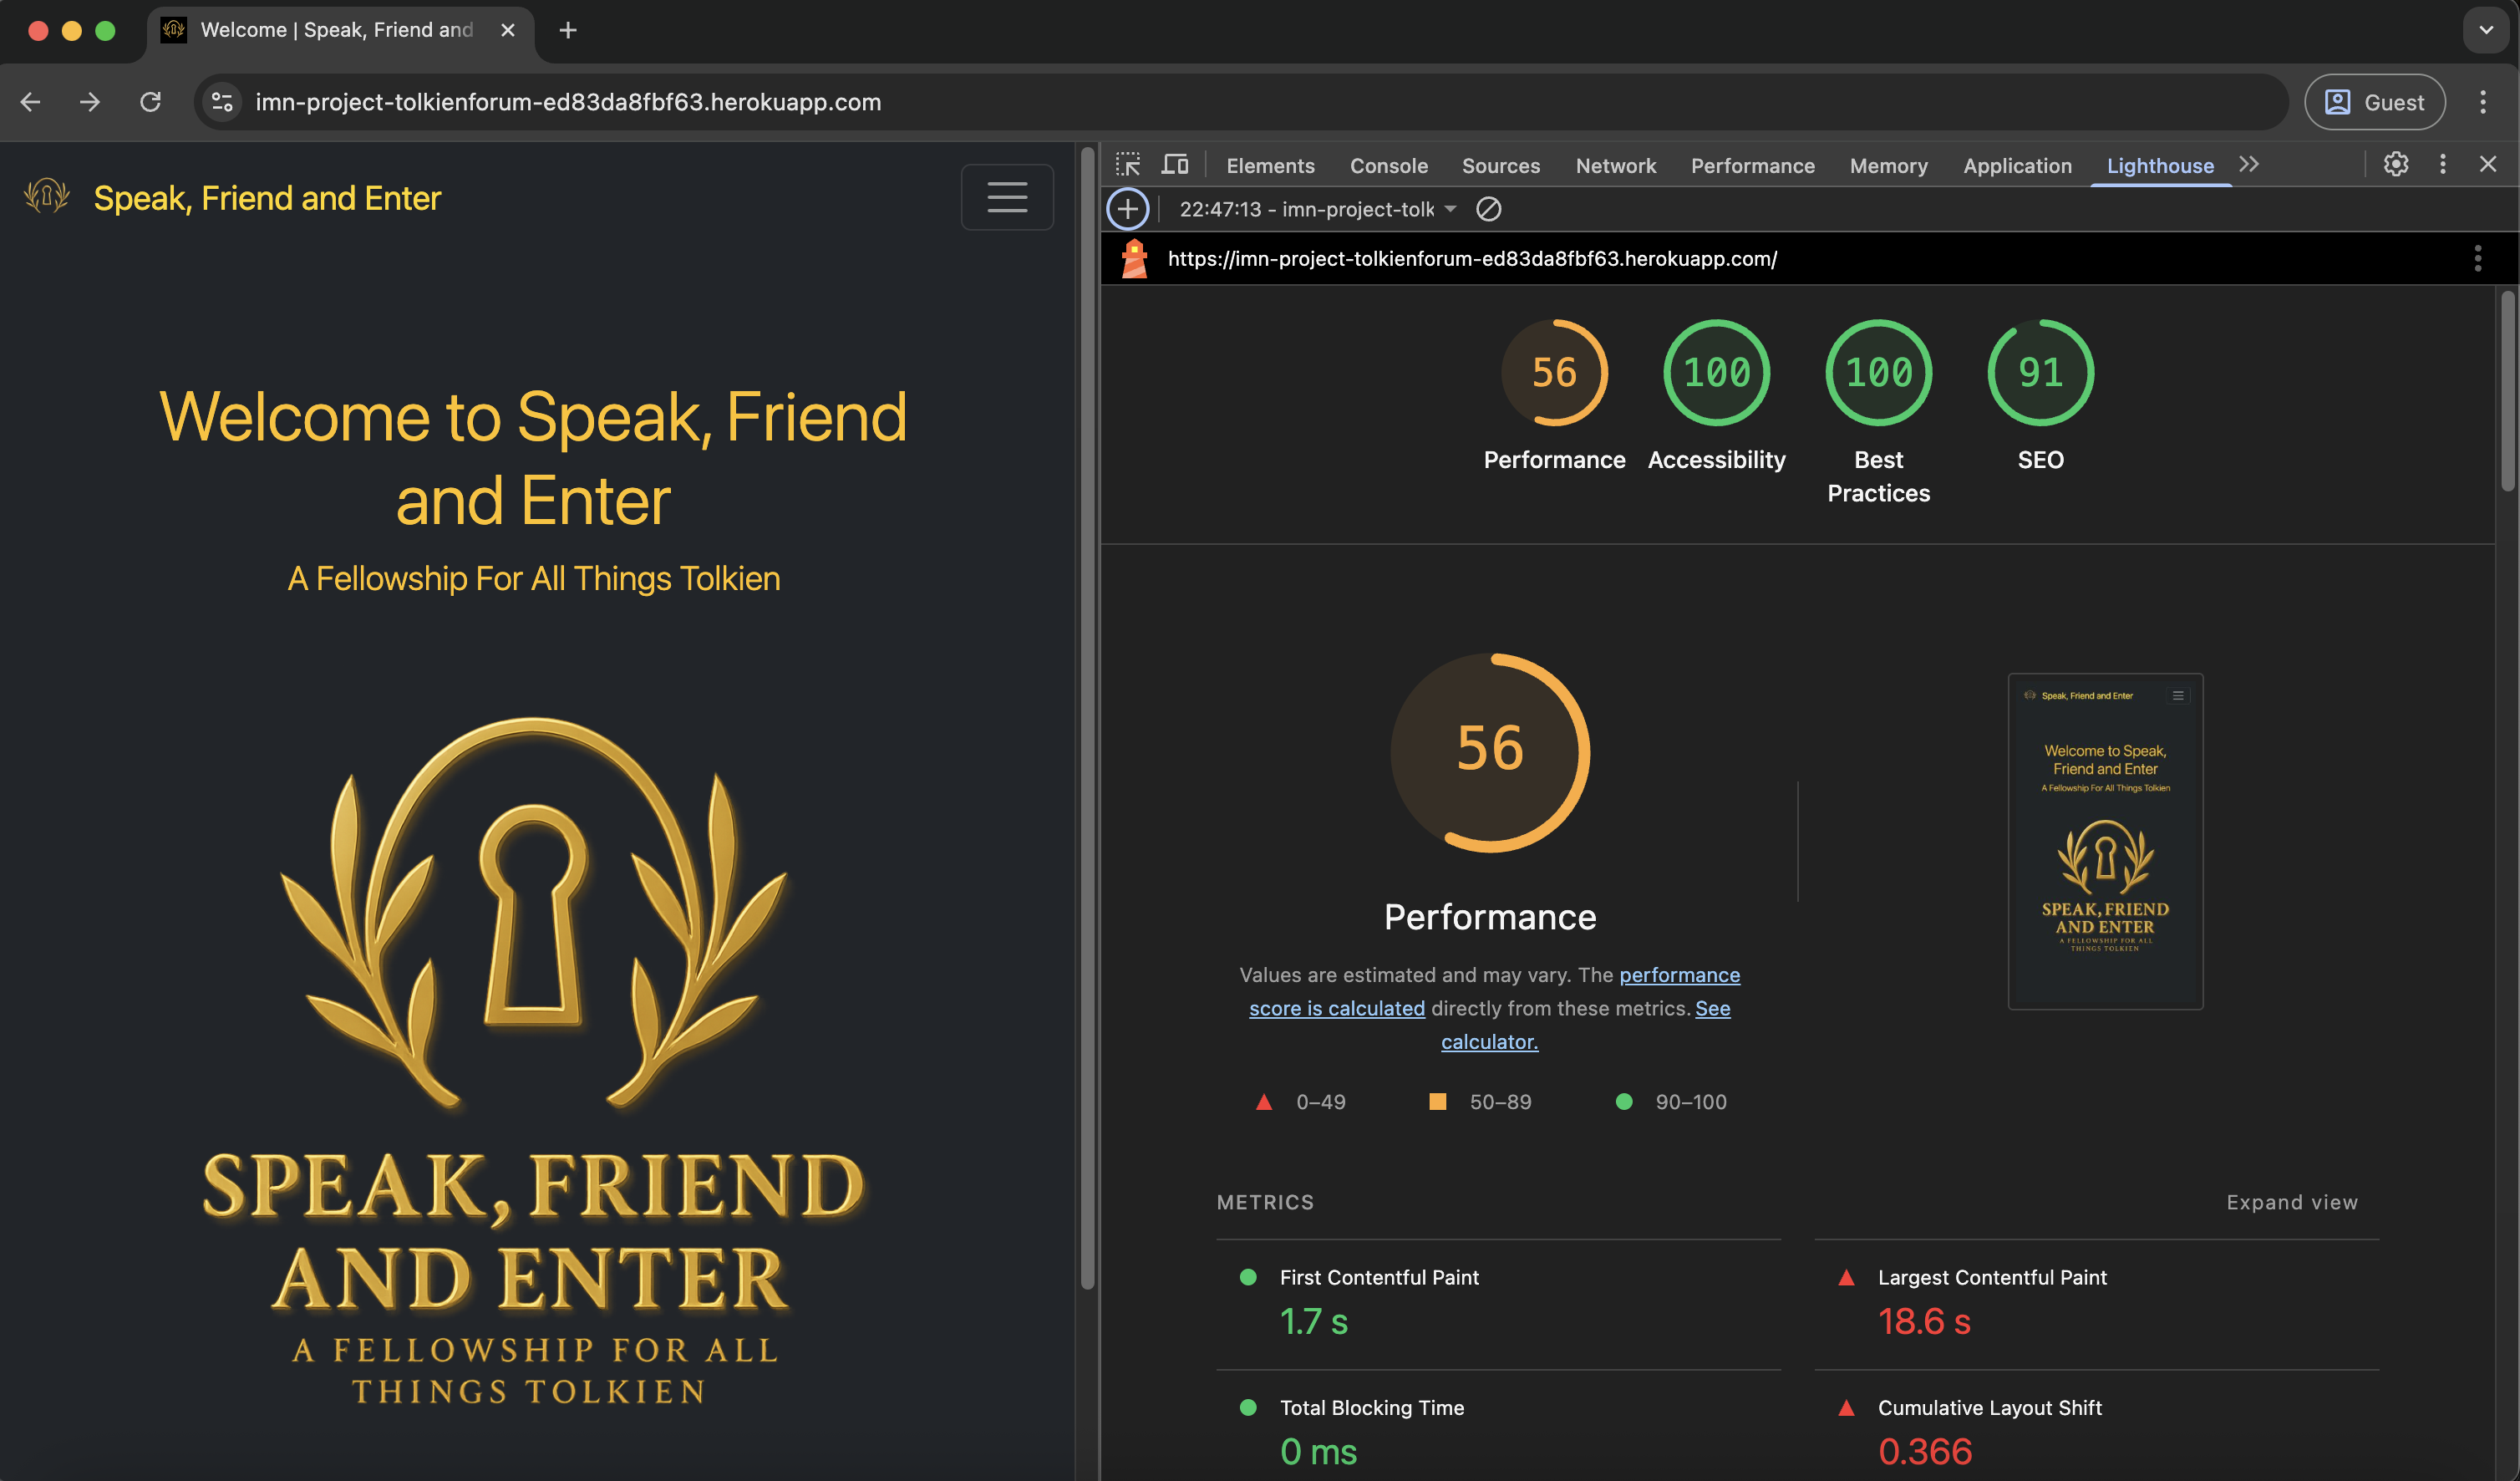 Welcome | Speak, Friend and
imn-project-tolkienforum-ed83da8fbf63.herokuapp.com
Guest
Speak, Friend and Enter
Welcome to Speak, Friend
and Enter
A Fellowship For All Things Tolkien
SPEAK, FRIEND
AND ENTER
A FELLOWSHIP FOR ALL
THINGS TOLKIEN
Elements Console Sources Network Performance Memory Application Lighthouse
22:47:13 - imn-project-tolk
https://imn-project-tolkienforum-ed83da8fbf63.herokuapp.com/
56 100 100 91
Performance Accessibility Best SEO
Practices
56
Performance
Values are estimated and may vary. The performance
score is calculated directly from these metrics. See
calculator.
0–49 50–89 90–100
Speak, Friend and Enter
Welcome to Speak,
Friend and Enter
A Fellowship For All Things Tolkien
SPEAK, FRIEND
AND ENTER
A FELLOWSHIP FOR ALL
THINGS TOLKIEN
METRICS Expand view
First Contentful Paint
1.7 s
Largest Contentful Paint
18.6 s
Total Blocking Time
0 ms
Cumulative Layout Shift
0.366